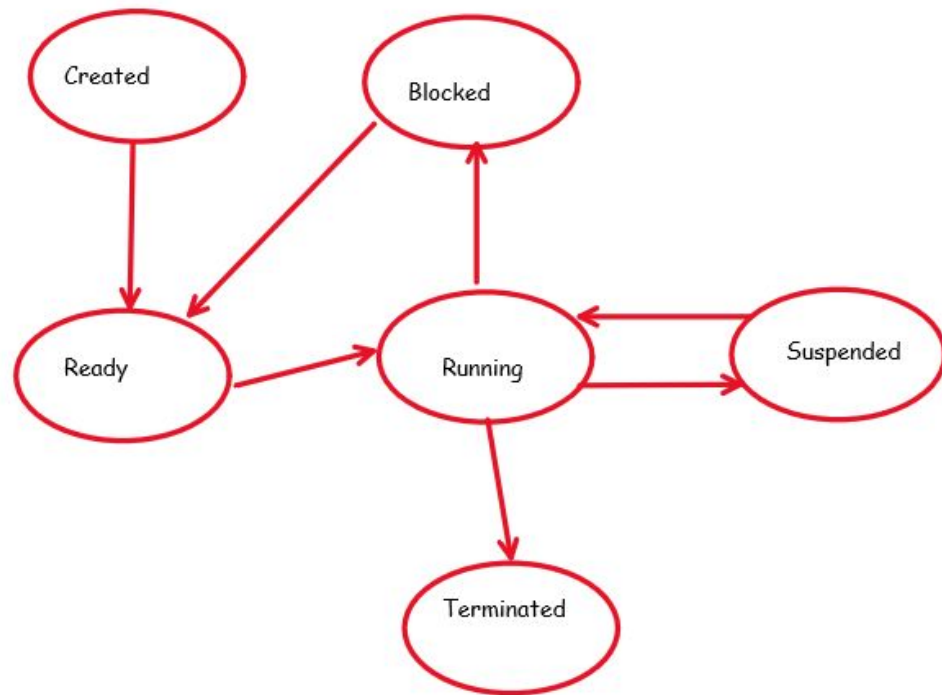 Created
Blocked
Ready
Running
Suspended
Terminated